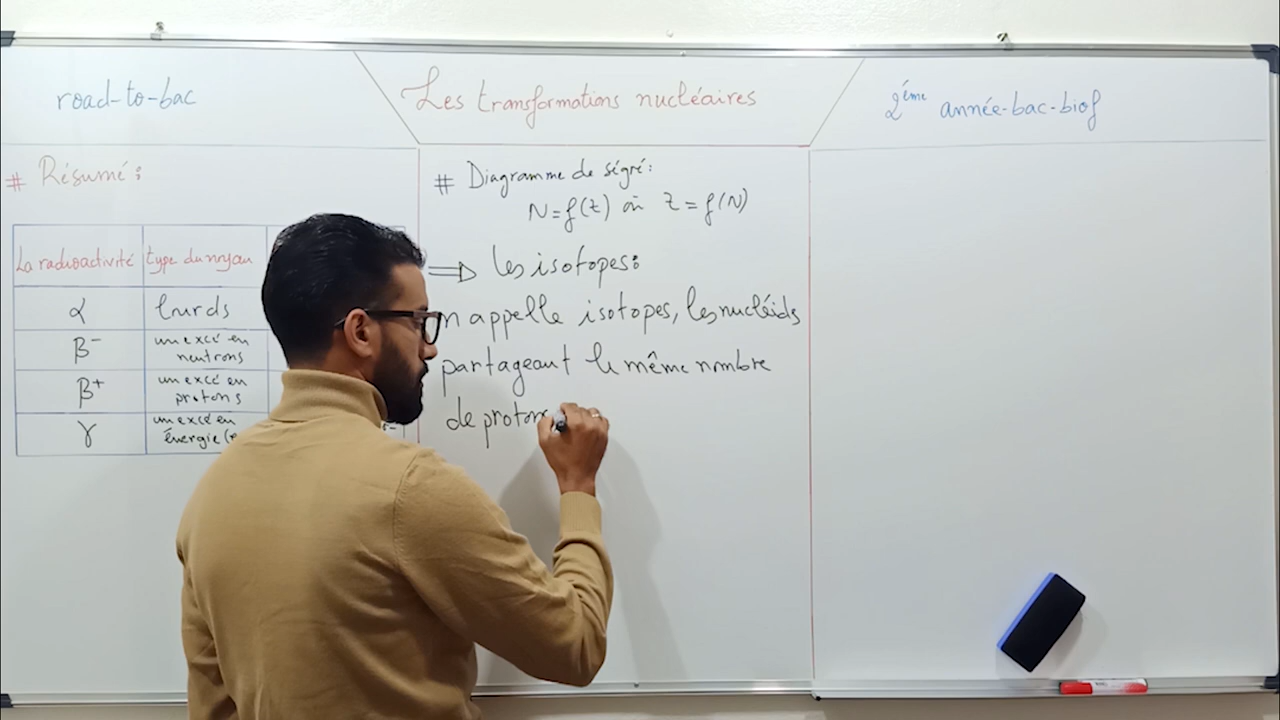 road-to-bac
Les transformations nucléaires
2ème année-bac-biof
# Résumé :
La radioactivité type du noyau
α lourds
β⁻ un excé en
neutrons
β⁺ un excé en
protons
γ un excé en
énergie
# Diagramme de ségré :
N = f(Z) ou Z = f(N)
⇒ les isotopes :
n appelle isotopes, les nucléids
partageant le même nombre
de proton